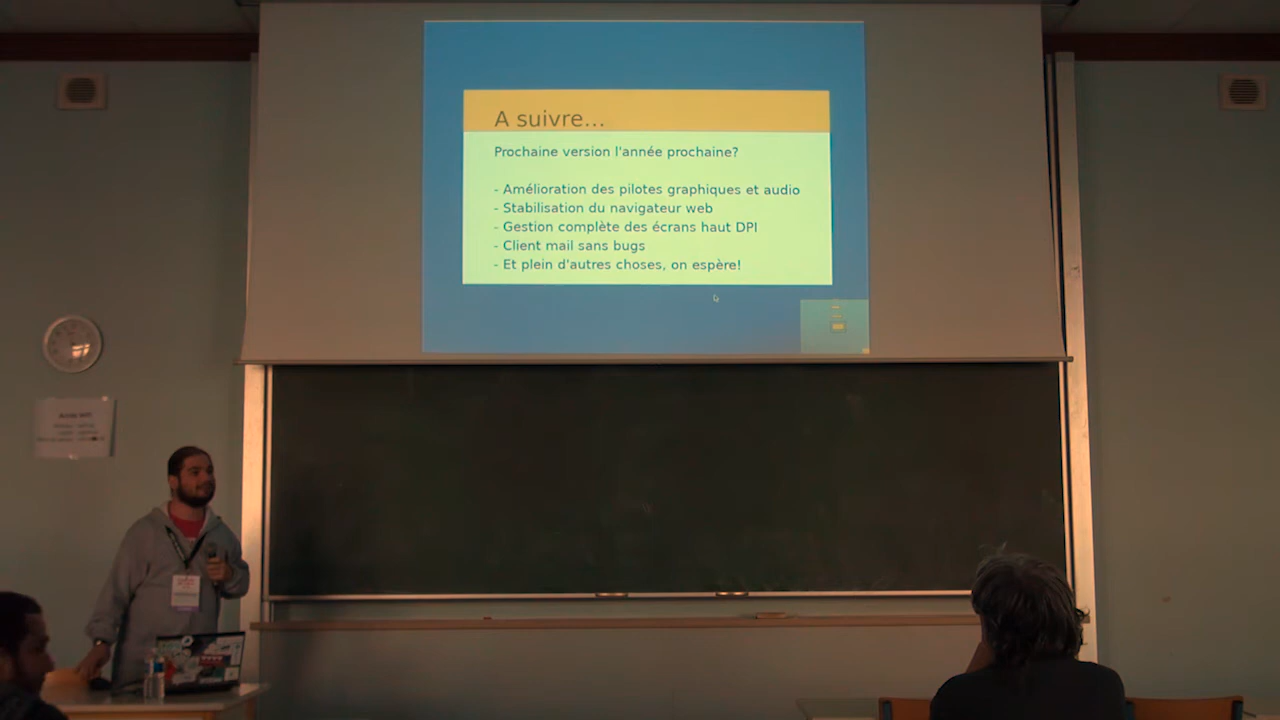 A suivre...
Prochaine version l'année prochaine?
- Amélioration des pilotes graphiques et audio
- Stabilisation du navigateur web
- Gestion complète des écrans haut DPI
- Client mail sans bugs
- Et plein d'autres choses, on espère!